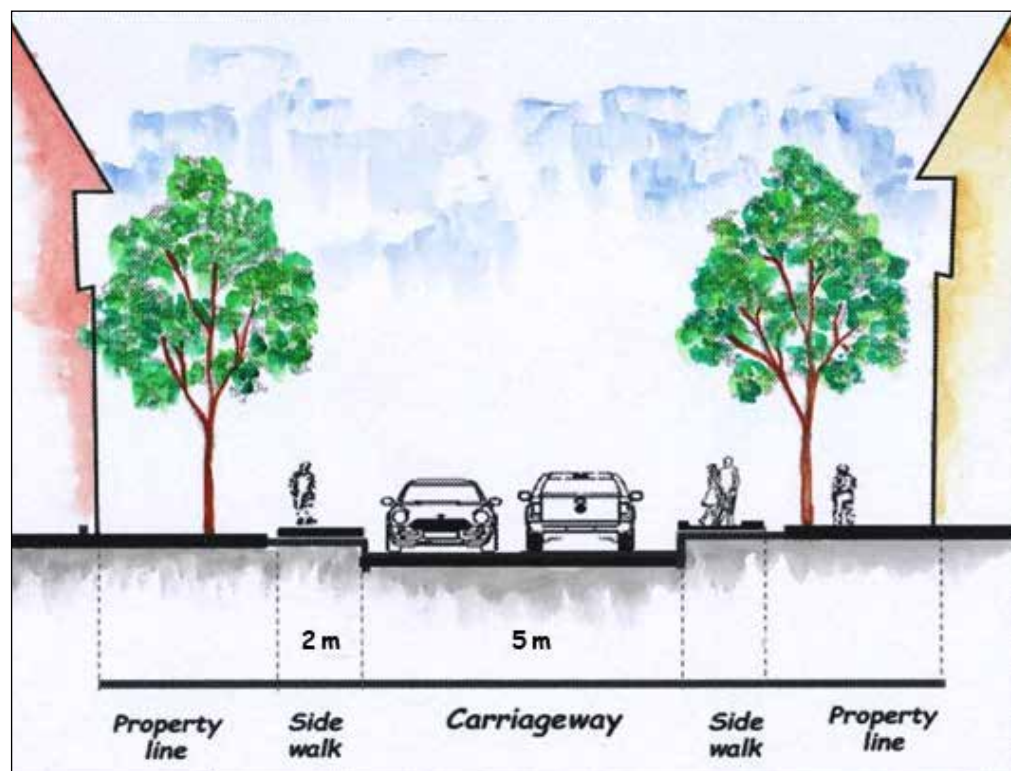 2 m
5 m
Property
line
Side
walk
Carriageway
Side
walk
Property
line